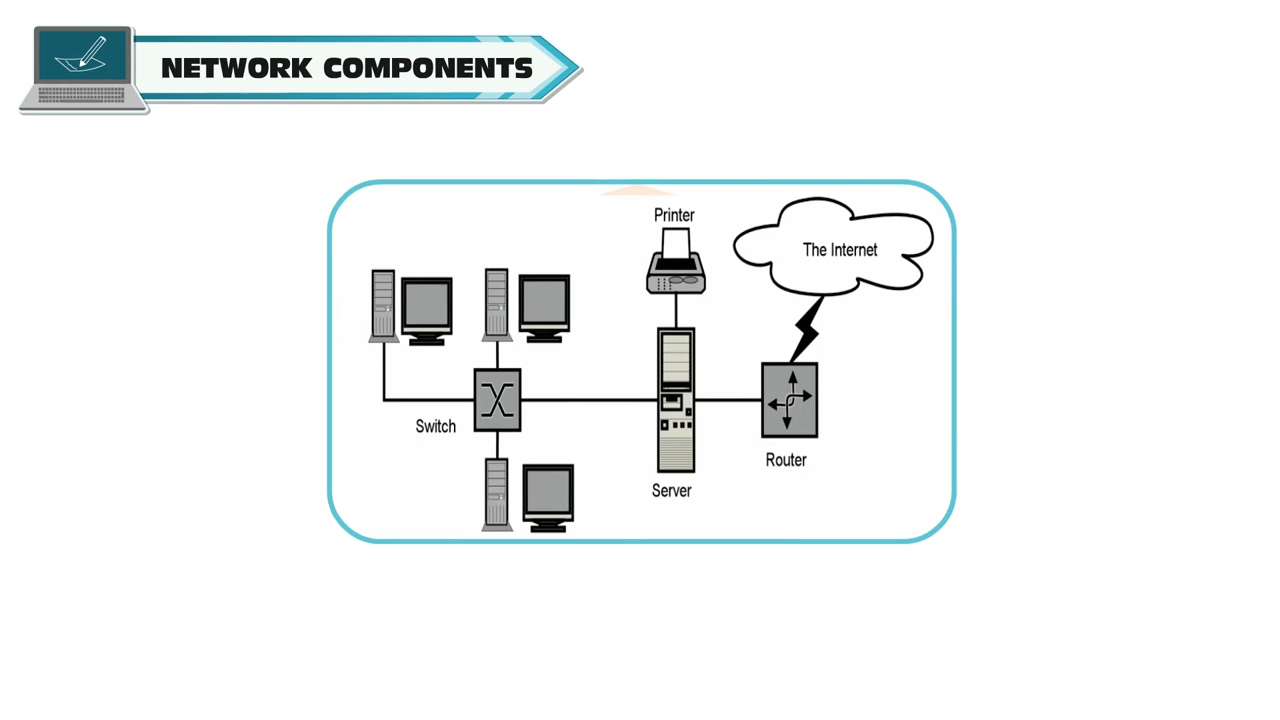 NETWORK COMPONENTS
Printer
The Internet
Switch
Router
Server